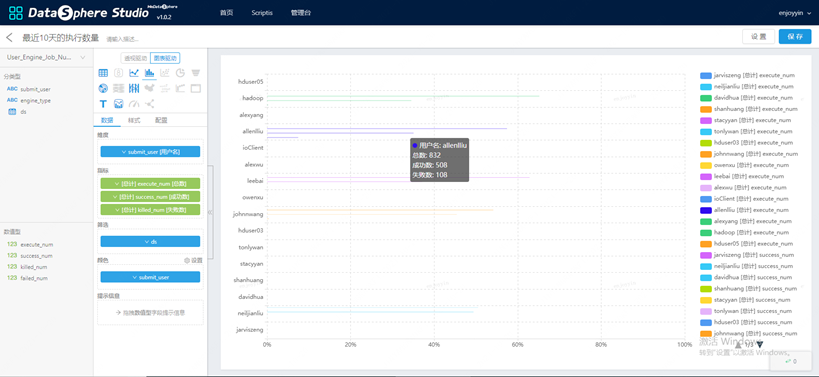 DataSphere Studio
WeDataSphere
v1.0.2
首页
Scriptis
管理台
enjoyyin
最近10天的执行数量
请输入描述...
设 置
保 存
User_Engine_Job_Nu...
分类型
ABC submit_user
ABC engine_type
ds
数值型
123 execute_num
123 success_num
123 killed_num
123 failed_num
透视驱动
图表驱动
数据
样式
配置
维度
submit_user [用户名]
指标
[总计] execute_num [总数]
[总计] success_num [成功数]
[总计] killed_num [失败数]
筛选
ds
颜色
设置
submit_user
提示信息
拖拽数值型字段提示信息
hduser05
hadoop
alexyang
allenlliu
ioClient
alexwu
leebai
owenxu
johnnwang
hduser03
tonlywan
stacyyan
shanhuang
davidhua
neiljianliu
jarviszeng
0%
20%
40%
60%
80%
100%
用户名: allenlliu
总数: 832
成功数: 508
失败数: 108
jarviszeng [总计] execute_num
neiljianliu [总计] execute_num
davidhua [总计] execute_num
shanhuang [总计] execute_num
stacyyan [总计] execute_num
tonlywan [总计] execute_num
hduser03 [总计] execute_num
johnnwang [总计] execute_num
owenxu [总计] execute_num
leebai [总计] execute_num
alexwu [总计] execute_num
ioClient [总计] execute_num
allenlliu [总计] execute_num
alexyang [总计] execute_num
hadoop [总计] execute_num
hduser05 [总计] execute_num
jarviszeng [总计] success_num
neiljianliu [总计] success_num
davidhua [总计] success_num
shanhuang [总计] success_num
stacyyan [总计] success_num
tonlywan [总计] success_num
hduser03 [总计] success_num
johnnwang [总计] success_num
1/3
激活 Windows
转到"设置"以激活 Windows。
0